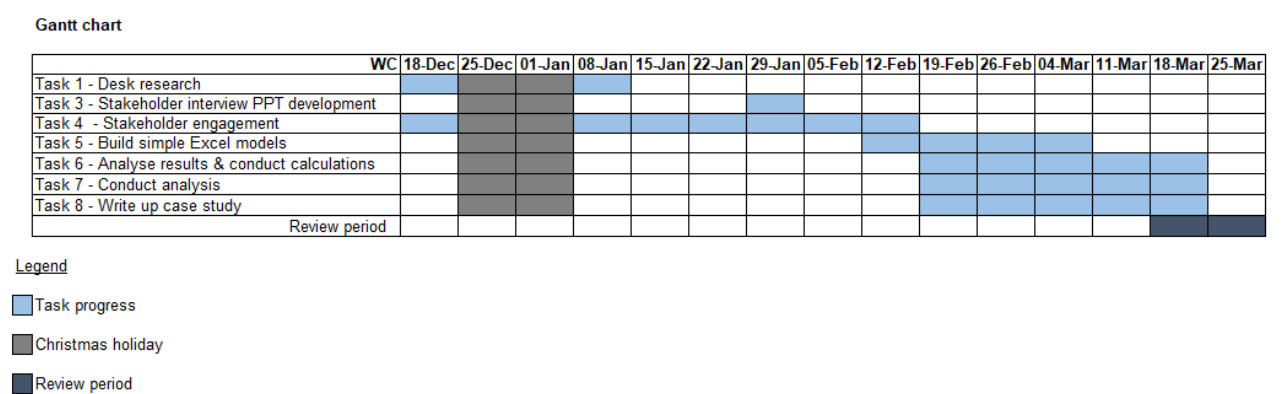 Gantt chart
WC 18-Dec 25-Dec 01-Jan 08-Jan 15-Jan 22-Jan 29-Jan 05-Feb 12-Feb 19-Feb 26-Feb 04-Mar 11-Mar 18-Mar 25-Mar
Task 1 - Desk research
Task 3 - Stakeholder interview PPT development
Task 4  - Stakeholder engagement
Task 5 - Build simple Excel models
Task 6 - Analyse results & conduct calculations
Task 7 - Conduct analysis
Task 8 - Write up case study
Review period
Legend
Task progress
Christmas holiday
Review period